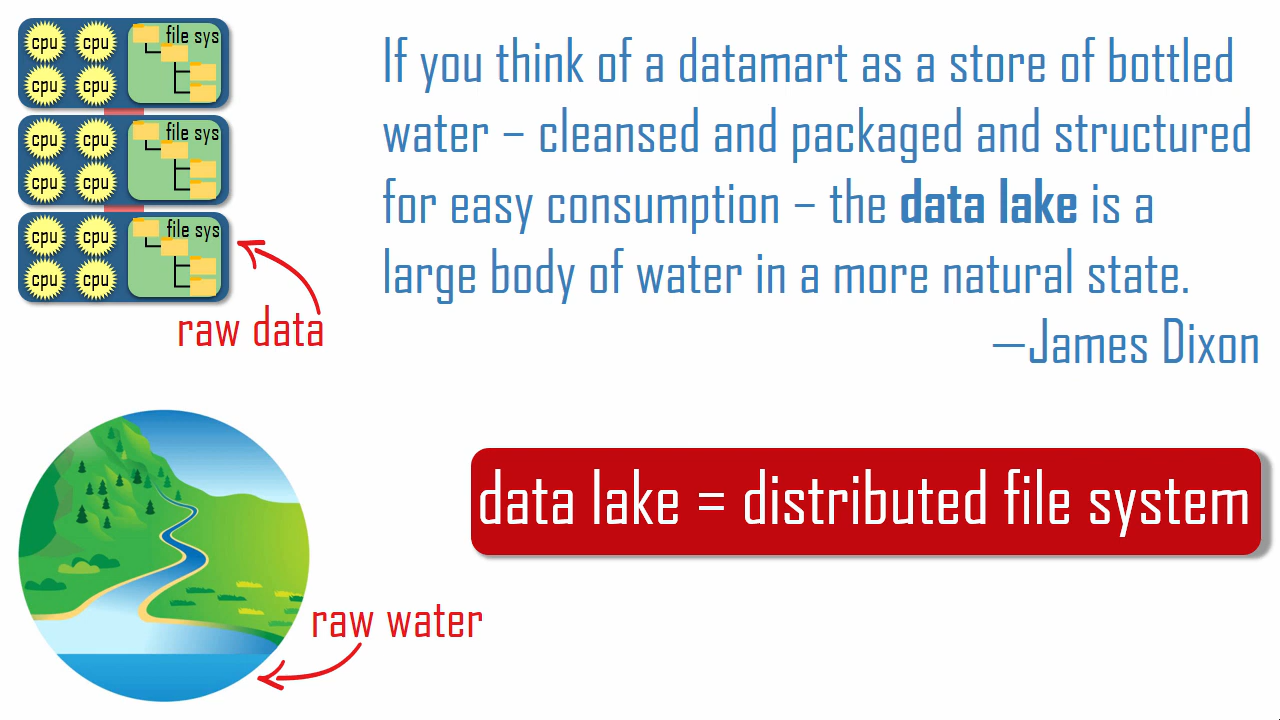 cpu cpu file sys
cpu cpu
cpu cpu file sys
cpu cpu
cpu cpu file sys
cpu cpu
raw data
If you think of a datamart as a store of bottled
water – cleansed and packaged and structured
for easy consumption – the data lake is a
large body of water in a more natural state.
—James Dixon
data lake = distributed file system
raw water